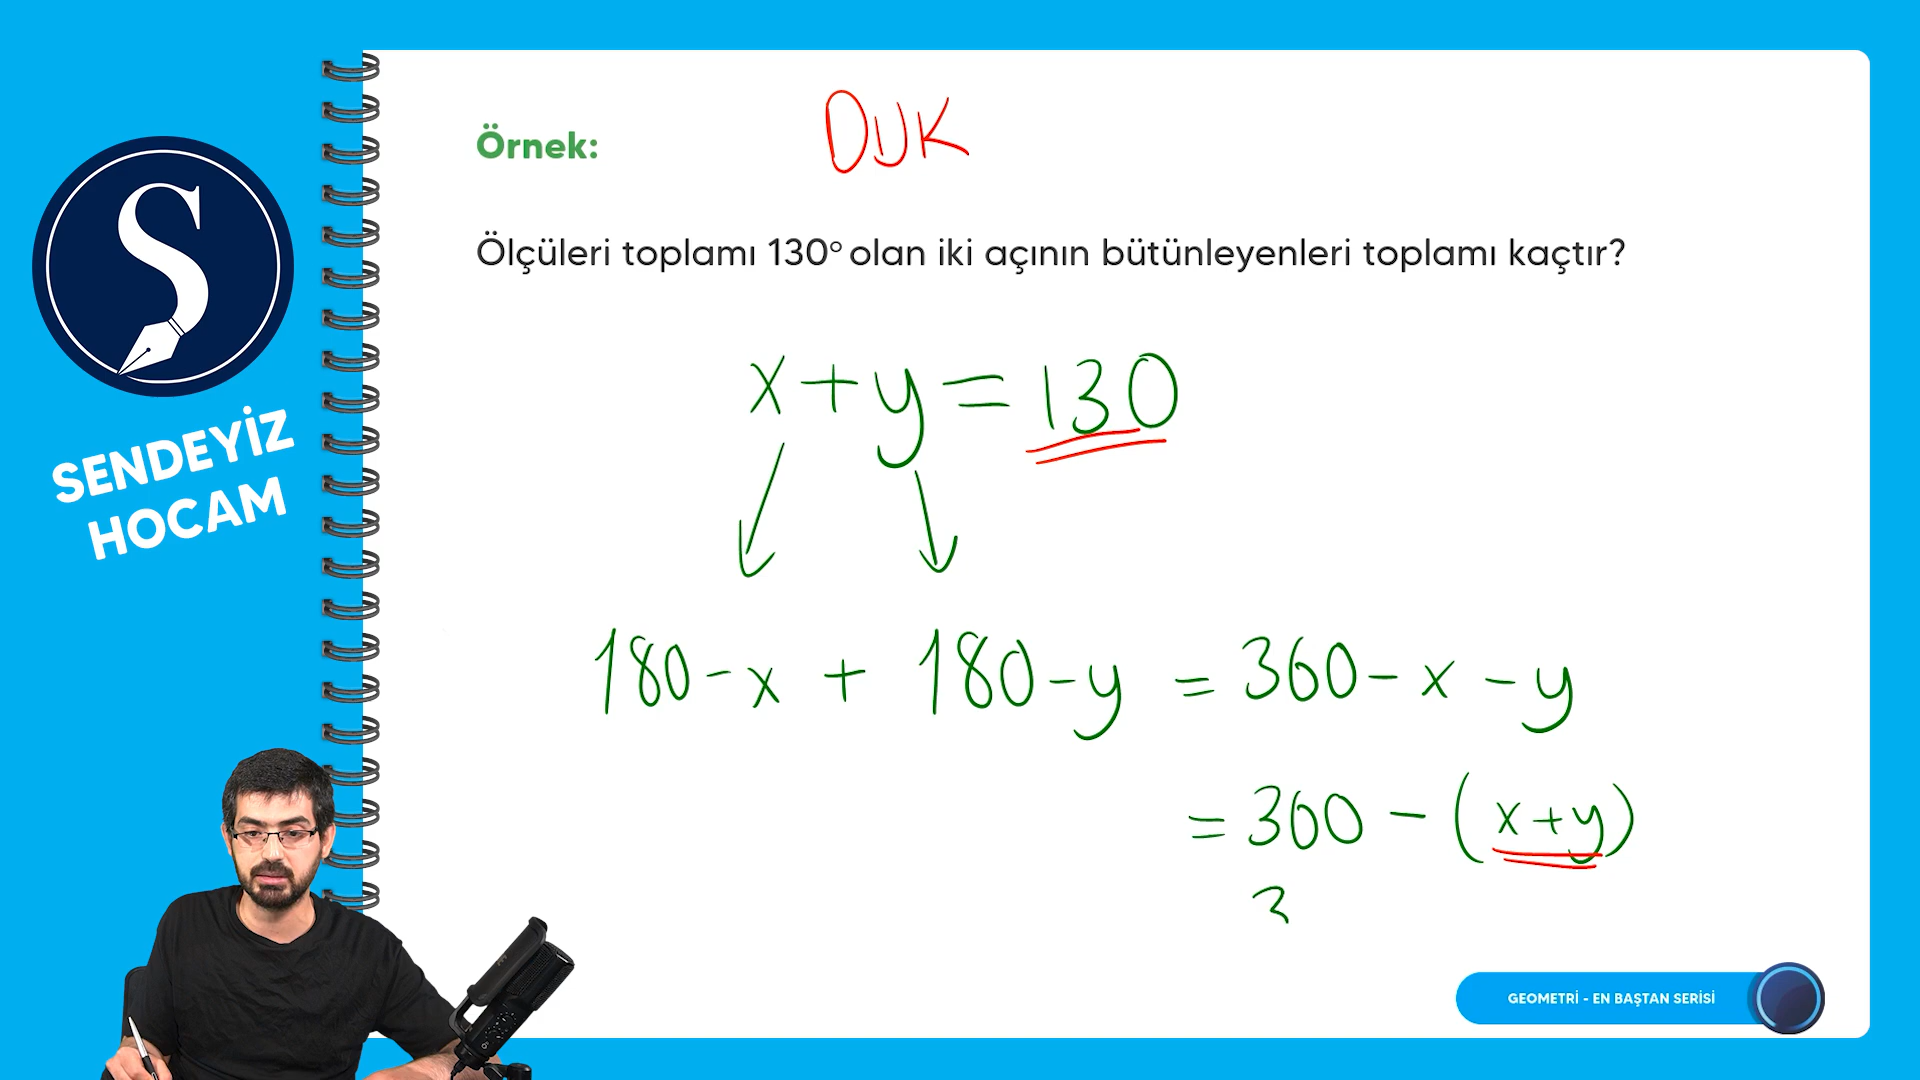 SENDEYİZ
HOCAM
Örnek:
DUK
Ölçüleri toplamı 130° olan iki açının bütünleyenleri toplamı kaçtır?
x+y=130
180-x + 180-y = 360-x-y
= 360 - (x+y)
3
GEOMETRİ - EN BAŞTAN SERİSİ